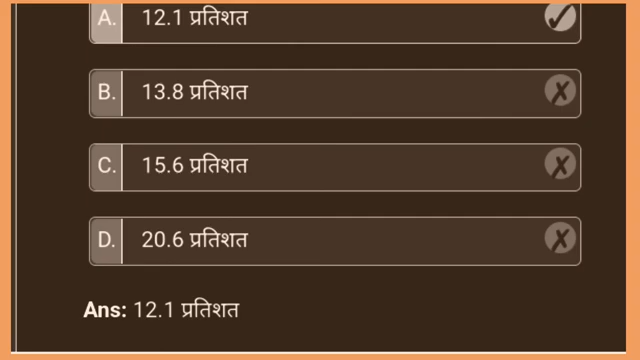 A. 12.1 प्रतिशत
B. 13.8 प्रतिशत
C. 15.6 प्रतिशत
D. 20.6 प्रतिशत
Ans: 12.1 प्रतिशत